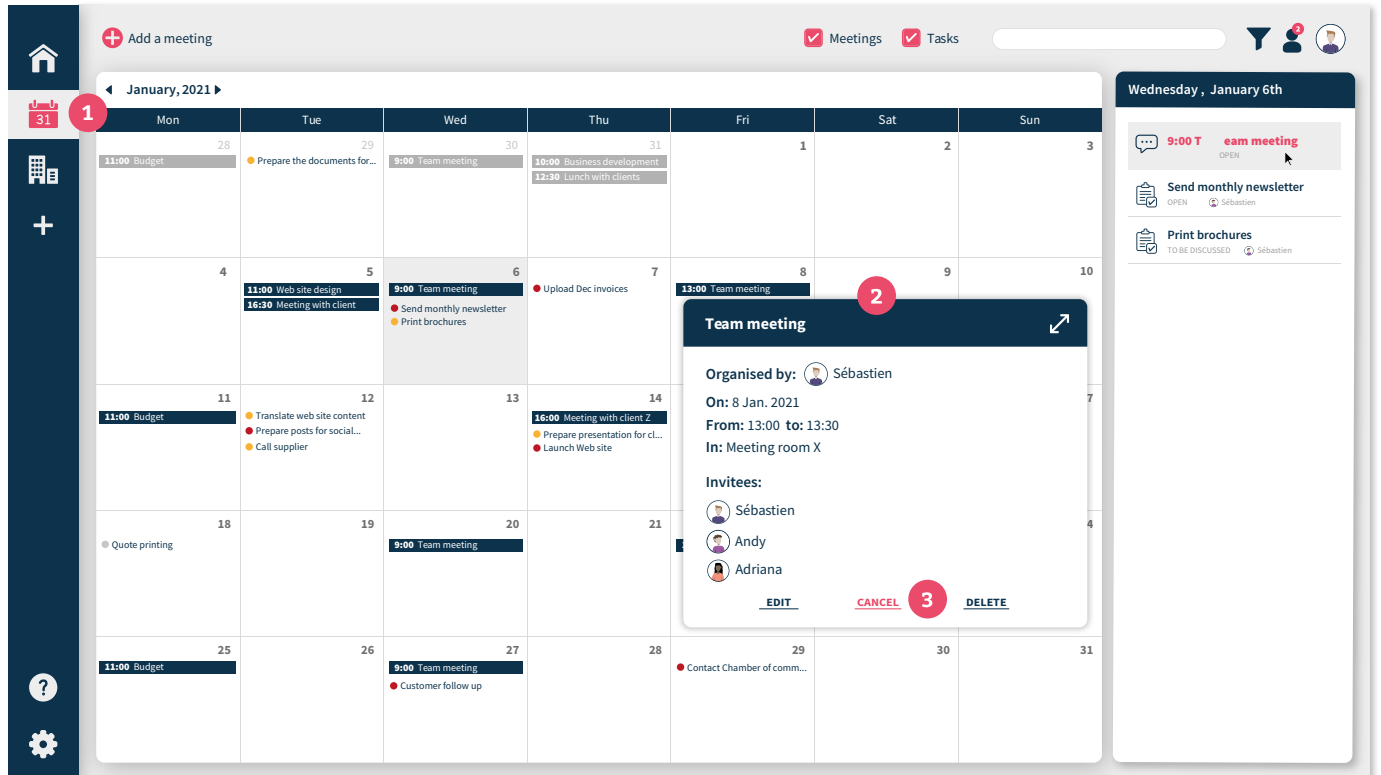 Add a meeting
Meetings
Tasks
2
31
1
January, 2021
Mon Tue Wed Thu Fri Sat Sun
28 29 30 31 1 2 3
11:00 Budget
Prepare the documents for...
9:00 Team meeting
10:00 Business development
12:30 Lunch with clients
4 5 6 7 8 9 10
11:00 Web site design
16:30 Meeting with client
9:00 Team meeting
Send monthly newsletter
Print brochures
Upload Dec invoices
13:00 Team meeting
11 12 13 14 7
11:00 Budget
Translate web site content
Prepare posts for social...
Call supplier
16:00 Meeting with client Z
Prepare presentation for cl...
Launch Web site
18 19 20 21 4
Quote printing
9:00 Team meeting
25 26 27 28 29 30 31
11:00 Budget
9:00 Team meeting
Customer follow up
Contact Chamber of comm...
2
Team meeting
Organised by: Sébastien
On: 8 Jan. 2021
From: 13:00 to: 13:30
In: Meeting room X
Invitees:
Sébastien
Andy
Adriana
EDIT CANCEL 3 DELETE
Wednesday , January 6th
9:00 T eam meeting
OPEN
Send monthly newsletter
OPEN Sébastien
Print brochures
TO BE DISCUSSED Sébastien
?